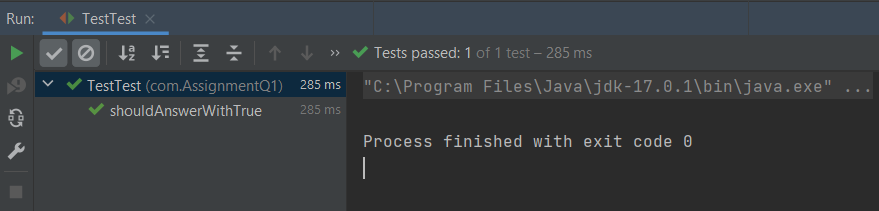 Run: TestTest
Tests passed: 1 of 1 test – 285 ms
TestTest (com.AssignmentQ1) 285 ms
shouldAnswerWithTrue 285 ms
"C:\Program Files\Java\jdk-17.0.1\bin\java.exe" ...
Process finished with exit code 0